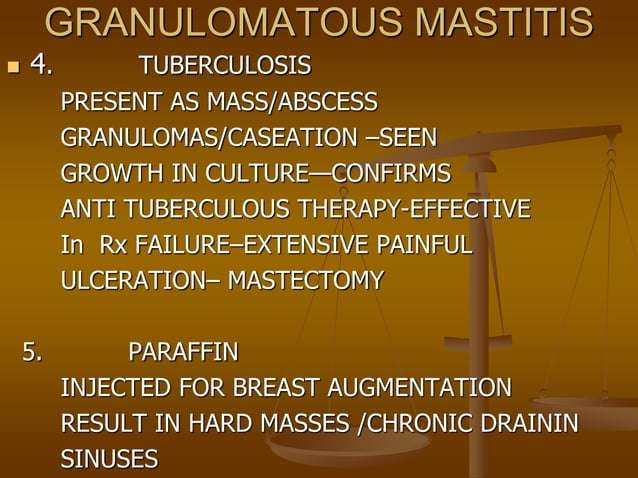 GRANULOMATOUS MASTITIS
4. TUBERCULOSIS
PRESENT AS MASS/ABSCESS
GRANULOMAS/CASEATION –SEEN
GROWTH IN CULTURE—CONFIRMS
ANTI TUBERCULOUS THERAPY-EFFECTIVE
In Rx FAILURE–EXTENSIVE PAINFUL
ULCERATION– MASTECTOMY
5. PARAFFIN
INJECTED FOR BREAST AUGMENTATION
RESULT IN HARD MASSES /CHRONIC DRAININ
SINUSES